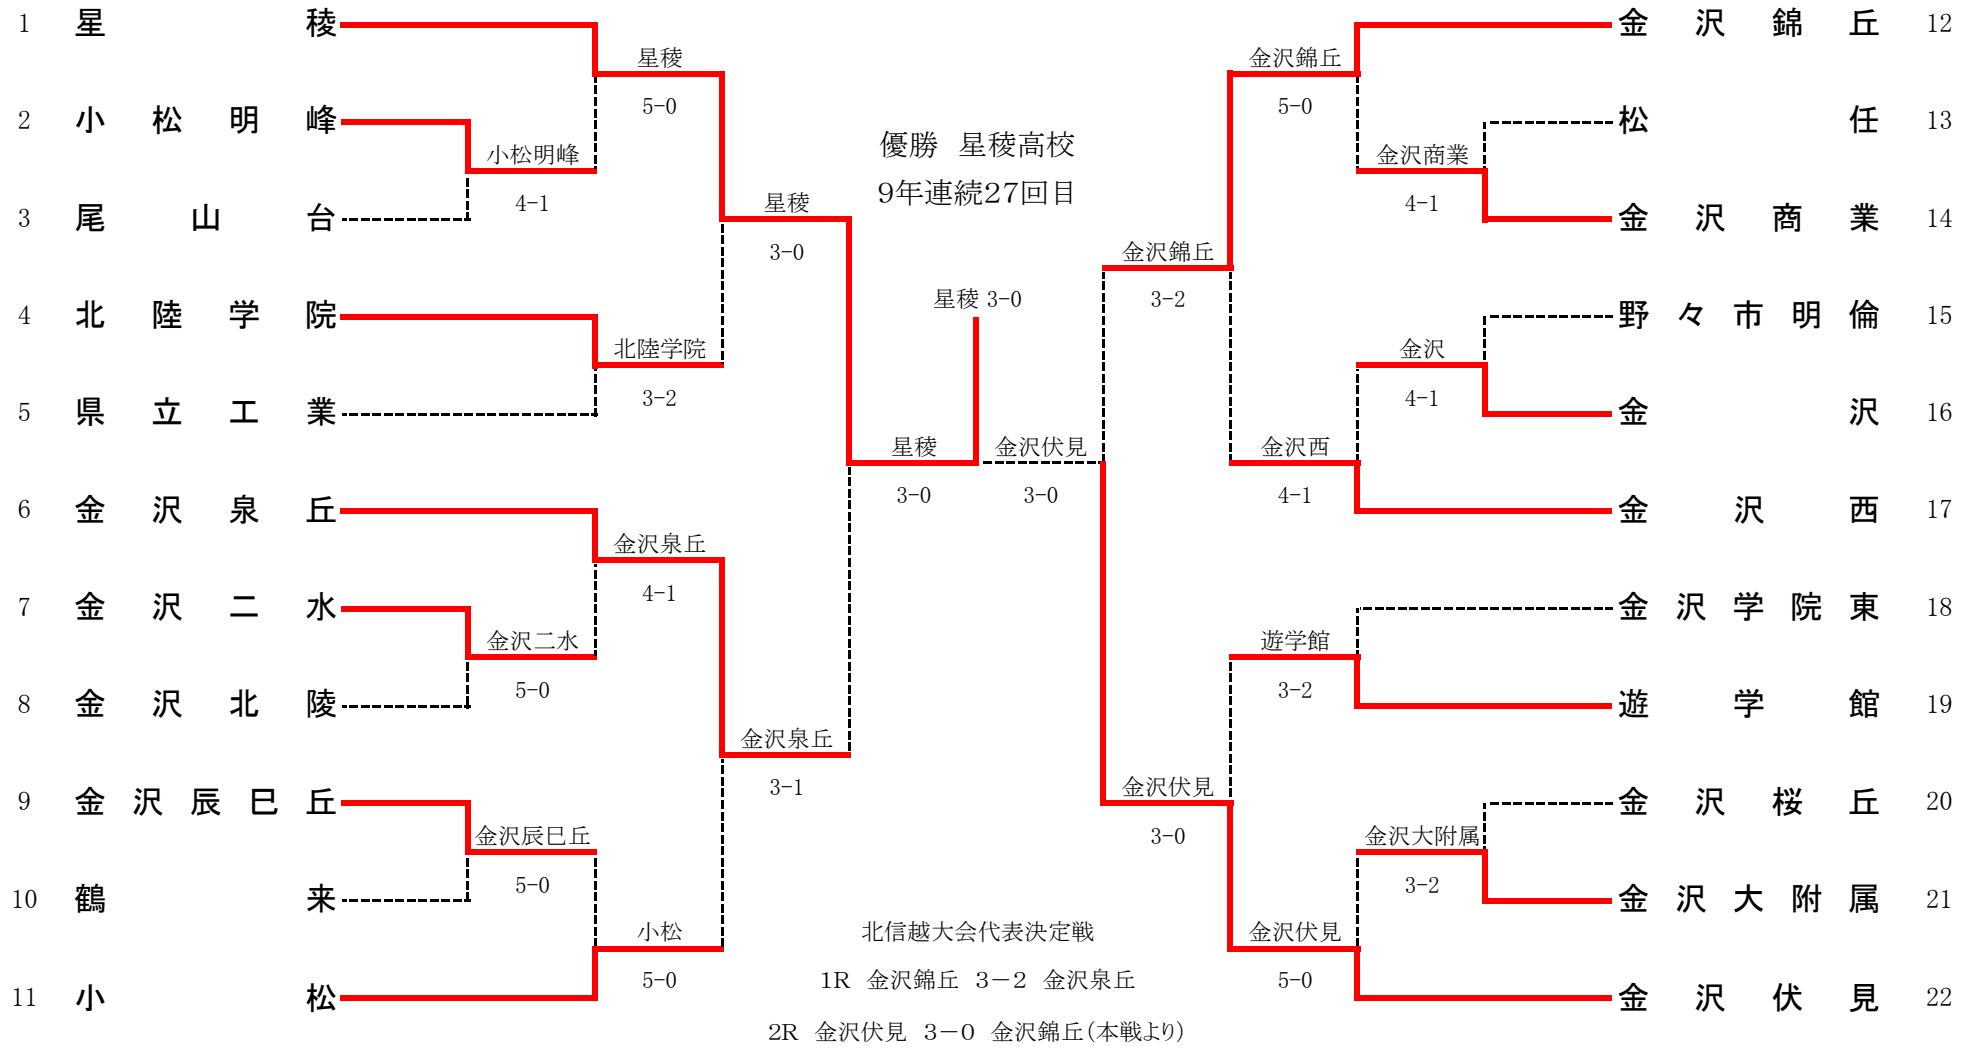 1 星稜
2 小松明峰
3 尾山台
4 北陸学院
5 県立工業
6 金沢泉丘
7 金沢二水
8 金沢北陵
9 金沢辰巳丘
10 鶴来
11 小松
小松明峰
4-1
金沢二水
5-0
金沢辰巳丘
5-0
星稜
5-0
北陸学院
3-2
金沢泉丘
4-1
小松
5-0
星稜
3-0
金沢泉丘
3-1
星稜
3-0
優勝 星稜高校
9年連続27回目
星稜 3-0
金沢伏見
3-0
金沢錦丘
3-2
金沢伏見
3-0
金沢錦丘
5-0
金沢西
4-1
遊学館
3-2
金沢伏見
5-0
金沢商業
4-1
金沢
4-1
金沢大附属
3-2
金沢錦丘 12
松任 13
金沢商業 14
野々市明倫 15
金沢 16
金沢西 17
金沢学院東 18
遊学館 19
金沢桜丘 20
金沢大附属 21
金沢伏見 22
北信越大会代表決定戦
1R 金沢錦丘 3-2 金沢泉丘
2R 金沢伏見 3-0 金沢錦丘(本戦より)